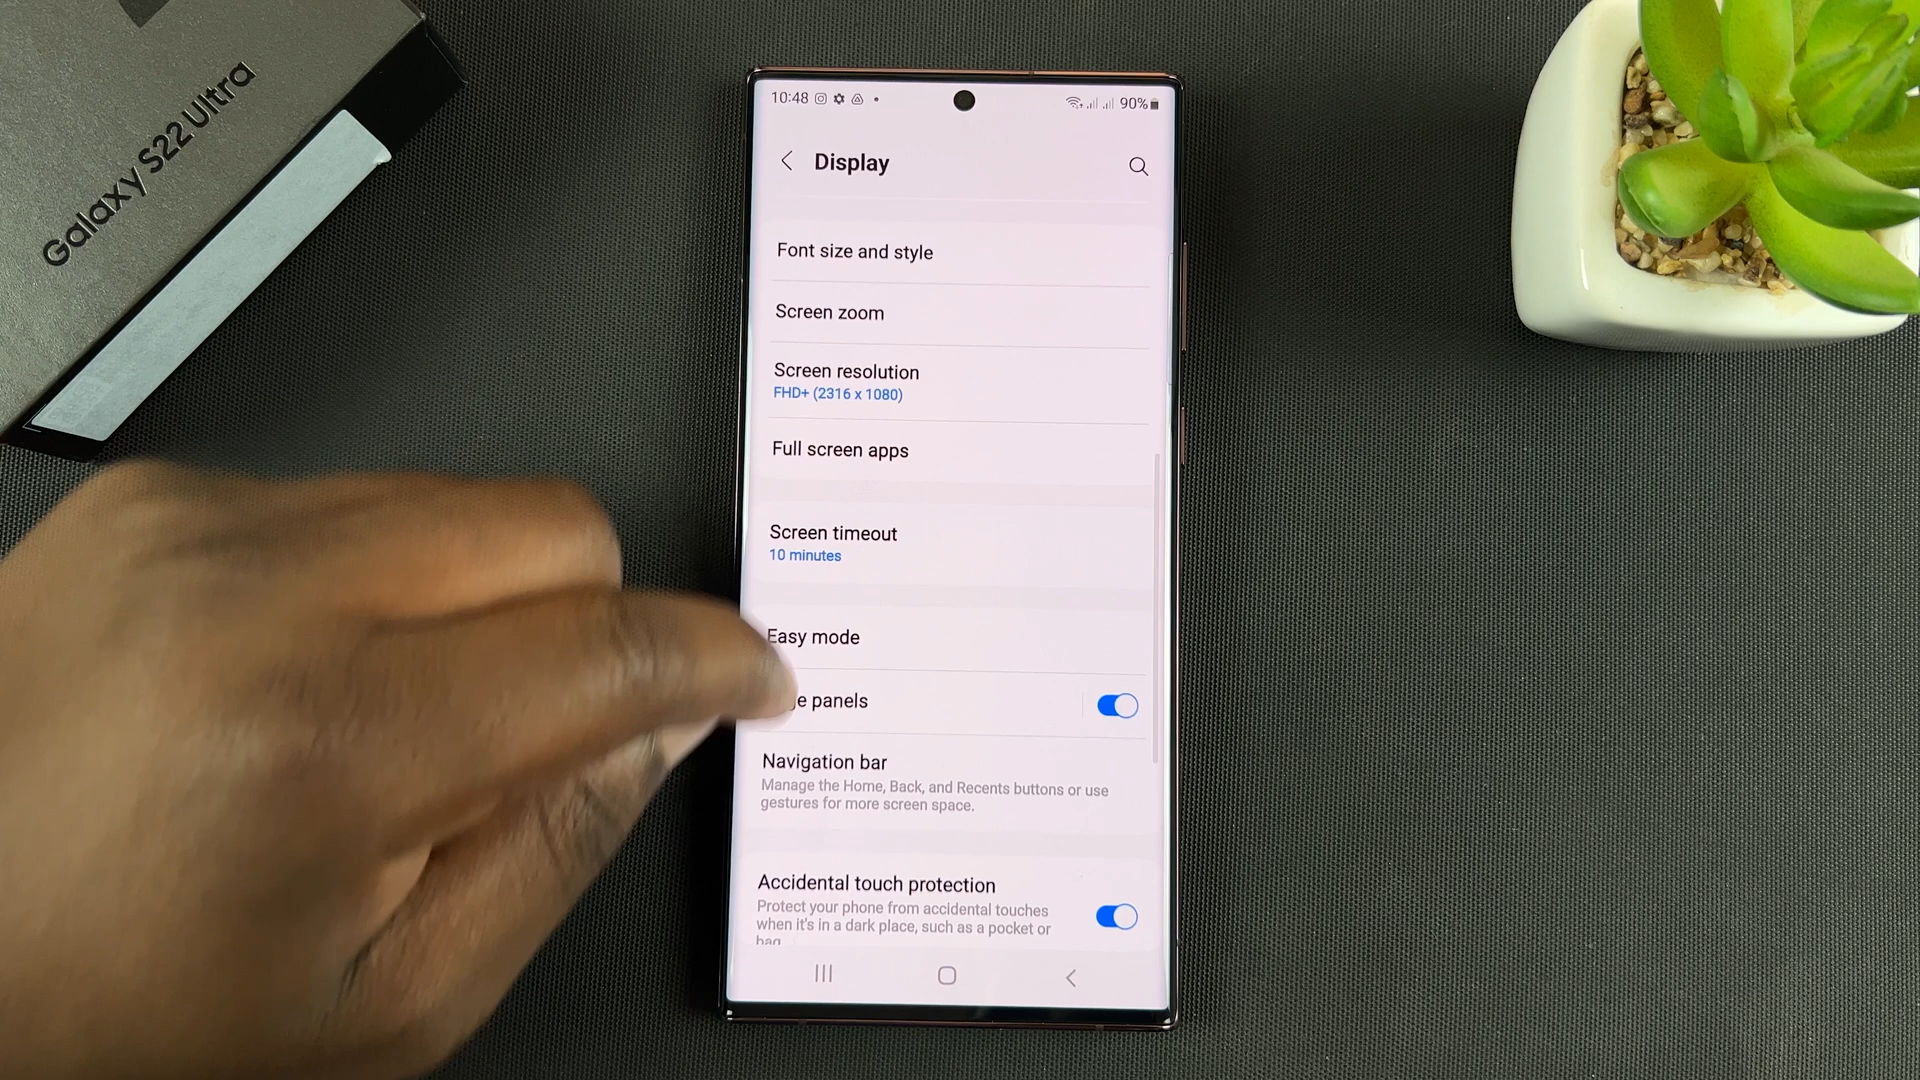 Galaxy S22 Ultra
10:48
90%
Display
Font size and style
Screen zoom
Screen resolution
FHD+ (2316 x 1080)
Full screen apps
Screen timeout
10 minutes
Easy mode
panels
Navigation bar
Manage the Home, Back, and Recents buttons or use
gestures for more screen space.
Accidental touch protection
Protect your phone from accidental touches
when it's in a dark place, such as a pocket or
bag